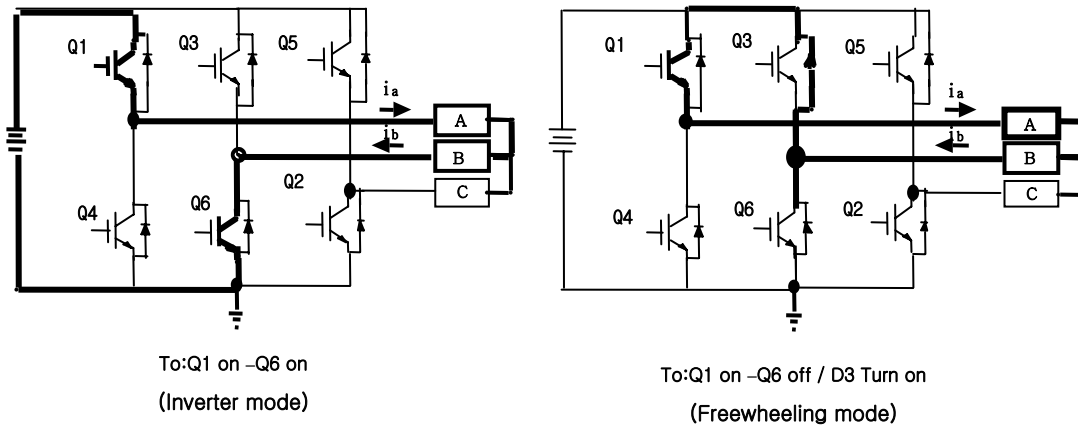 Q1
Q3
Q5
ia
A
ib
B
Q2
C
Q4
Q6
To:Q1 on –Q6 on
(Inverter mode)
Q1
Q3
Q5
ia
A
ib
B
C
Q4
Q6
Q2
To:Q1 on –Q6 off / D3 Turn on
(Freewheeling mode)